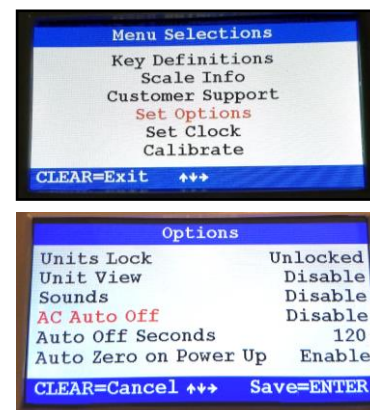 Menu Selections
Key Definitions
Scale Info
Customer Support
Set Options
Set Clock
Calibrate
CLEAR=Exit ↑↓→
Options
Units Lock Unlocked
Unit View Disable
Sounds Disable
AC Auto Off Disable
Auto Off Seconds 120
Auto Zero on Power Up Enable
CLEAR=Cancel ↑↓→ Save=ENTER